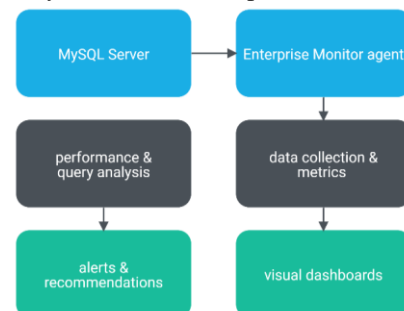 MySQL Server
Enterprise Monitor agent
performance &
query analysis
data collection &
metrics
alerts &
recommendations
visual dashboards